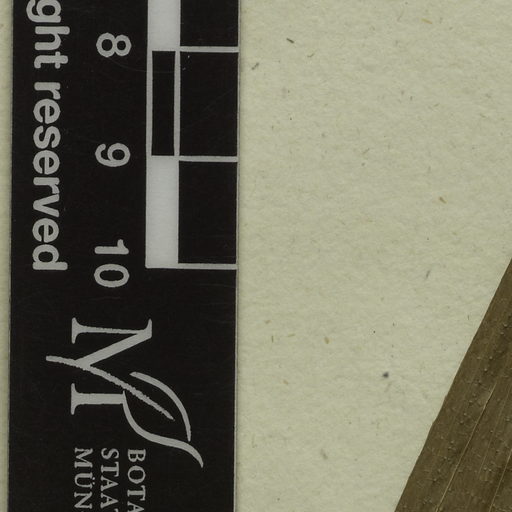 ght reserved
8
9
10
M
BOTA
STAA
MÜN